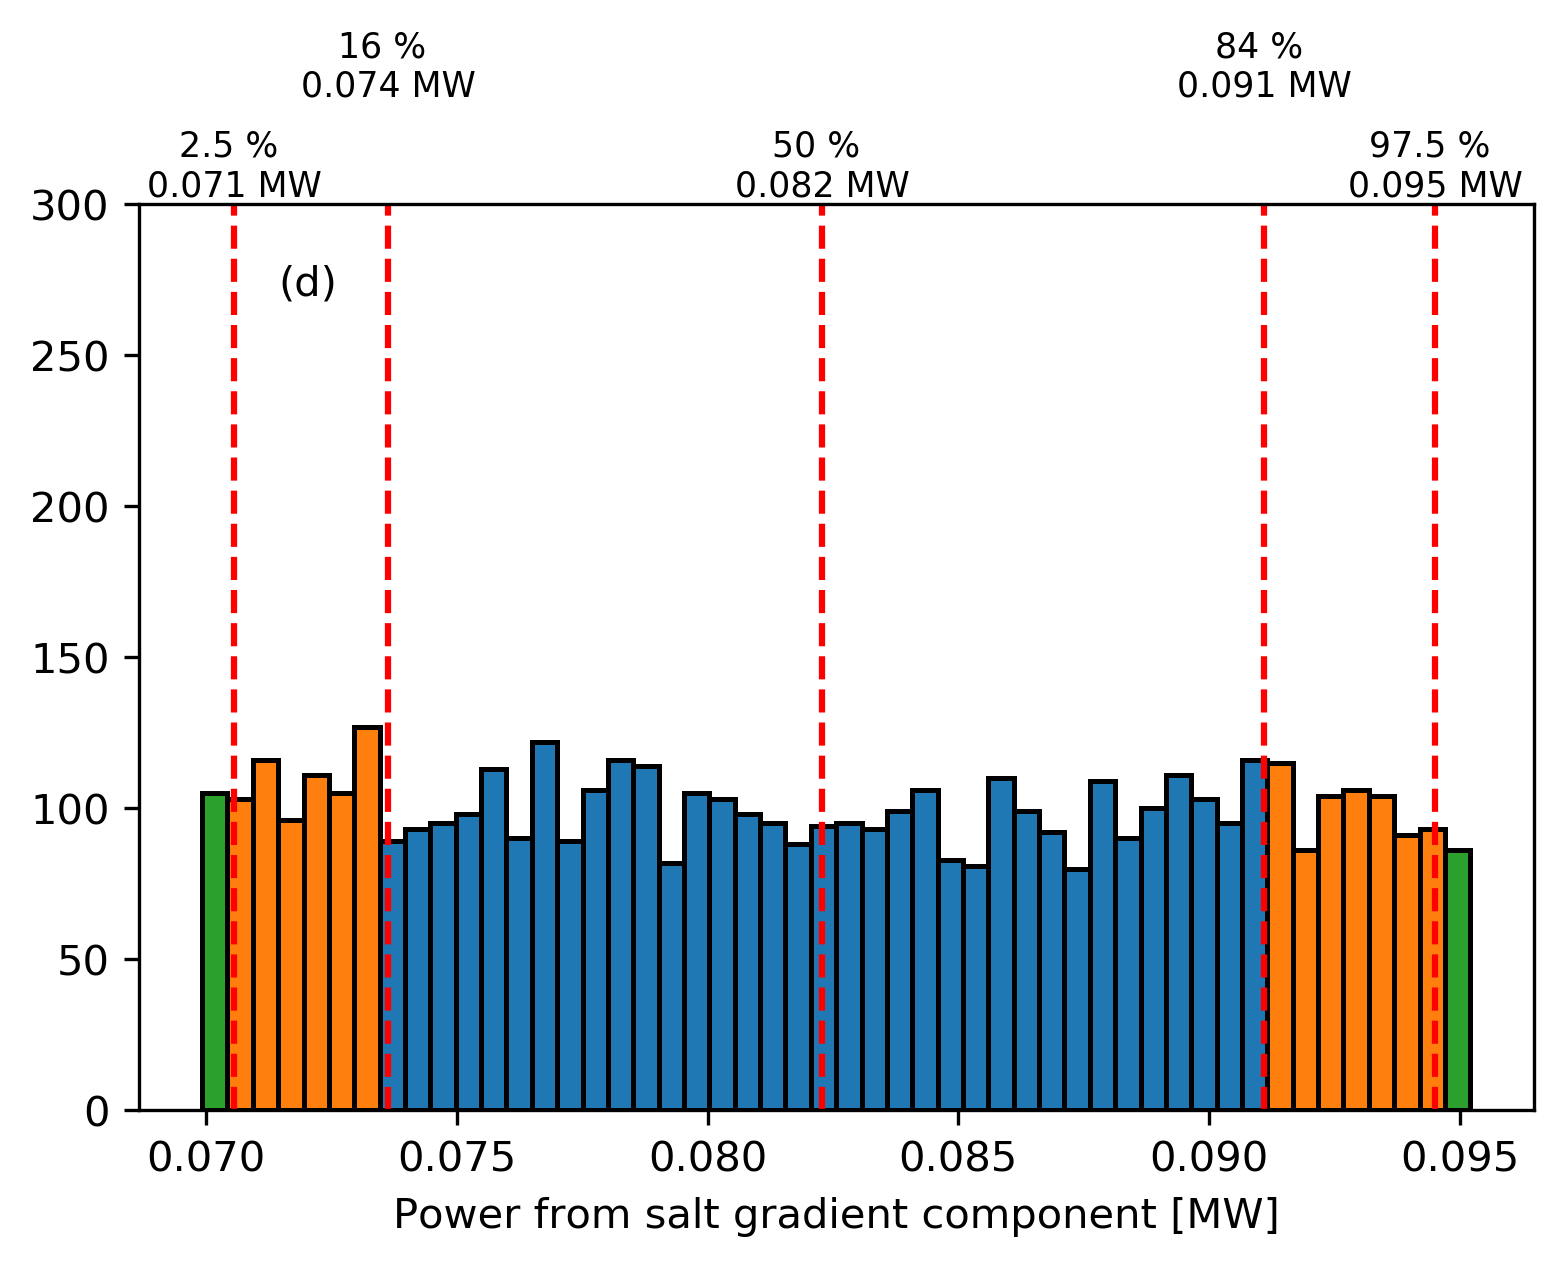 16 %
0.074 MW
84 %
0.091 MW
2.5 %
0.071 MW
50 %
0.082 MW
97.5 %
0.095 MW
(d)
300
250
200
150
100
50
0
0.070 0.075 0.080 0.085 0.090 0.095
Power from salt gradient component [MW]